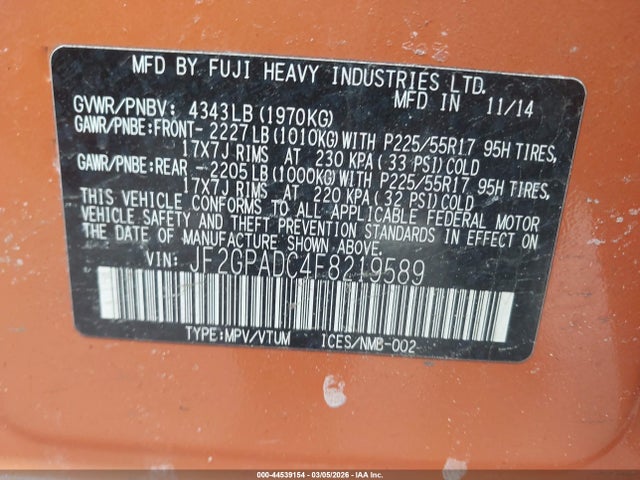 MFD BY FUJI HEAVY INDUSTRIES LTD.
MFD IN 11/14
GVWR/PNBV: 4343LB(1970KG)
GAWR/PNBE:FRONT- 2227LB(1010KG)WITH P225/55R17 95H TIRES,
17X7J RIMS AT 230 KPA(33 PSI)COLD
GAWR/PNBE:REAR - 2205LB(1000KG)WITH P225/55R17 95H TIRES,
17X7J RIMS AT 220 KPA(32 PSI)COLD
THIS VEHICLE CONFORMS TO ALL APPLICABLE FEDERAL MOTOR
VEHICLE SAFETY AND THEFT PREVENTION STANDARDS IN EFFECT ON
THE DATE OF MANUFACTURE SHOWN ABOVE.
VIN: JF2GPADC4F8219589
TYPE:MPV/VTUM ICES/NMB-002
000-44539154 - 03/05/2026 - IAA Inc.